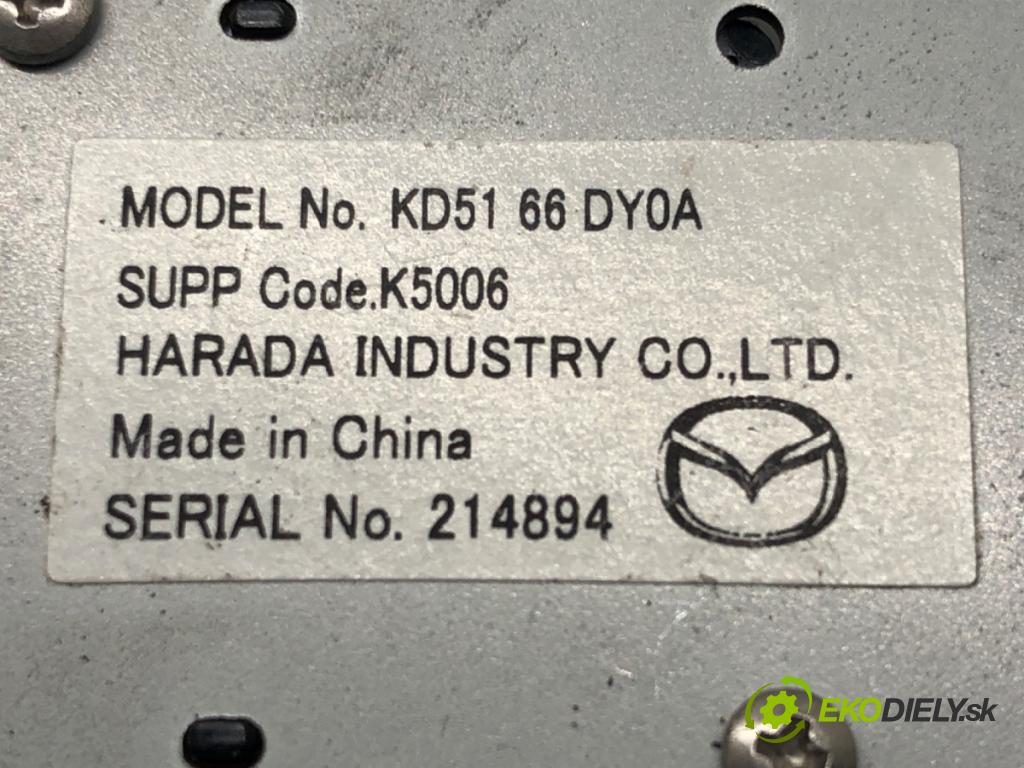 MODEL No. KD51 66 DY0A
SUPP Code.K5006
HARADA INDUSTRY CO.,LTD.
Made in China
SERIAL No. 214894
EKODIELY.sk